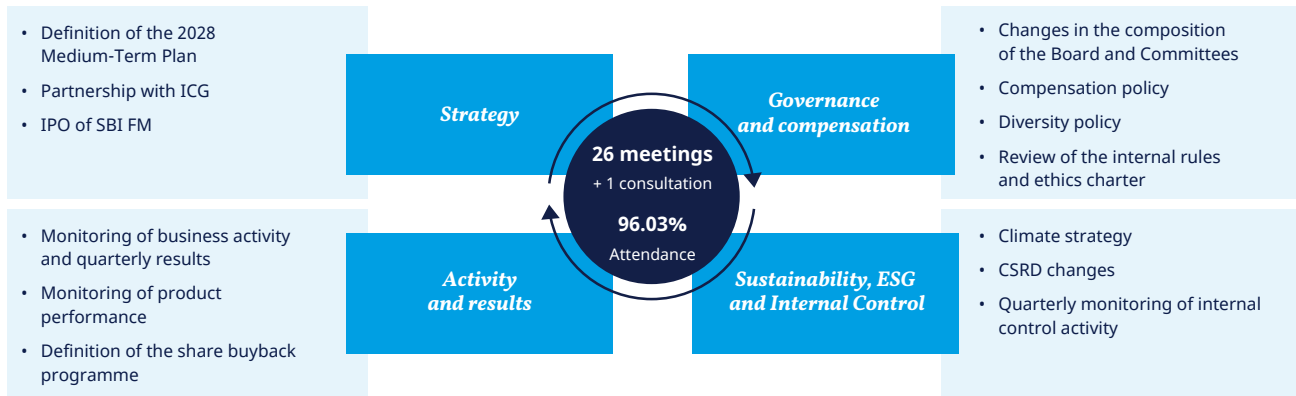 • Definition of the 2028
Medium-Term Plan
• Partnership with ICG
• IPO of SBI FM
Strategy
Governance
and compensation
• Changes in the composition
of the Board and Committees
• Compensation policy
• Diversity policy
• Review of the internal rules
and ethics charter
26 meetings
+ 1 consultation
96.03%
Attendance
• Monitoring of business activity
and quarterly results
• Monitoring of product
performance
• Definition of the share buyback
programme
Activity
and results
Sustainability, ESG
and Internal Control
• Climate strategy
• CSRD changes
• Quarterly monitoring of internal
control activity